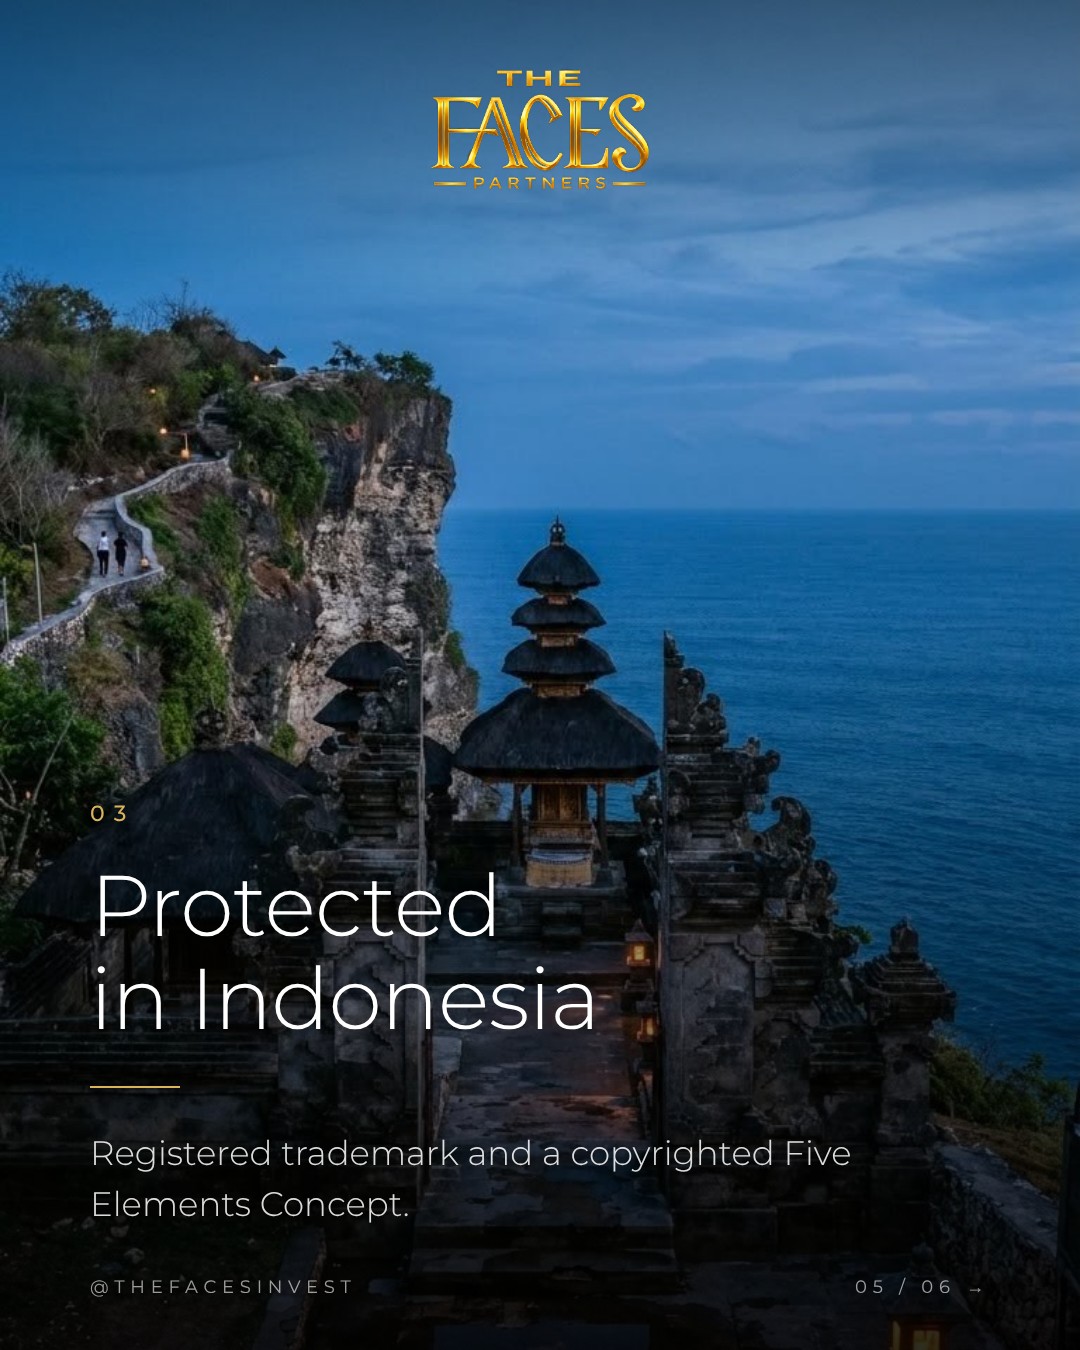 THE
FACES
PARTNERS
03
Protected
in Indonesia
Registered trademark and a copyrighted Five
Elements Concept.
@THEFACESINVEST
05 / 06 →